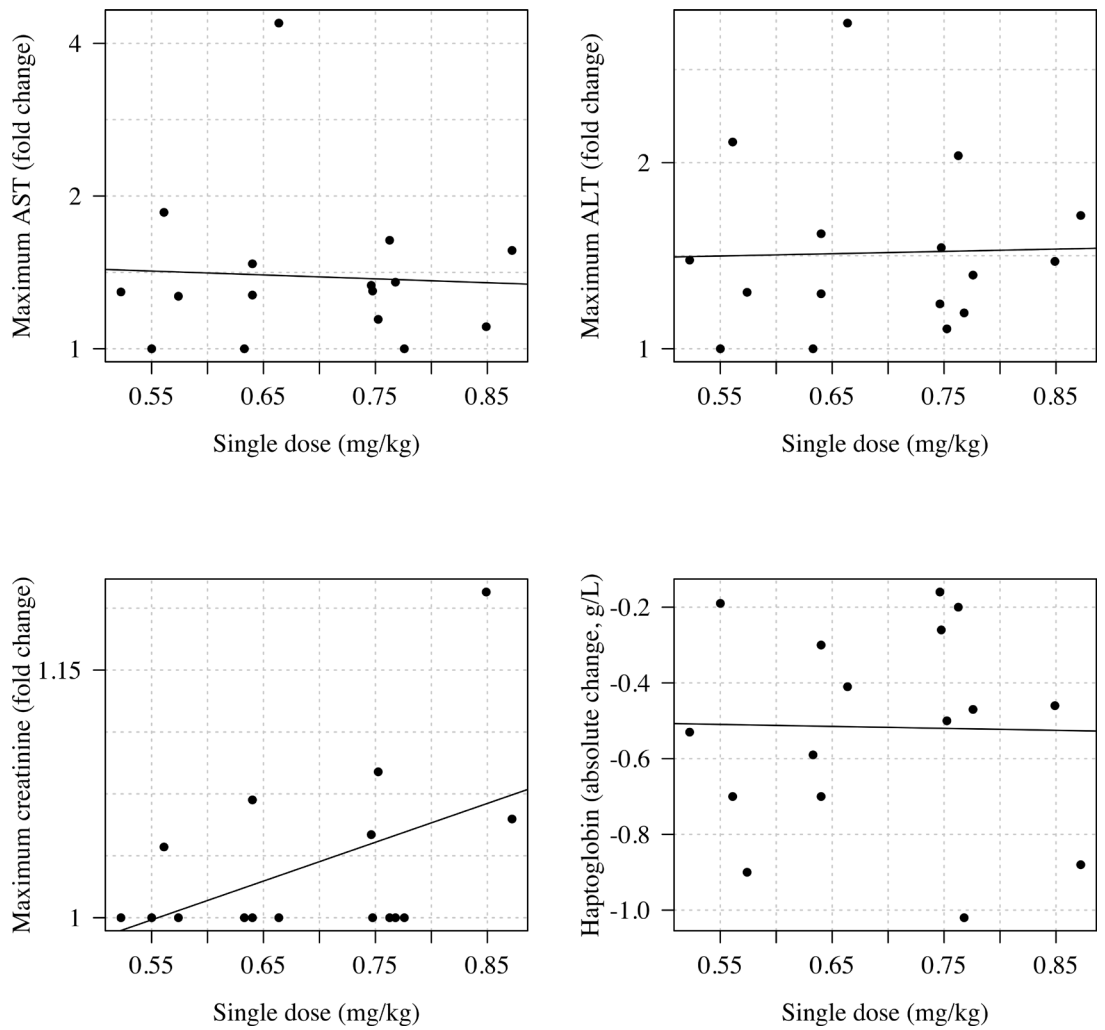 Maximum AST (fold change)
4
2
1
0.55 0.65 0.75 0.85
Single dose (mg/kg)
Maximum ALT (fold change)
2
1
0.55 0.65 0.75 0.85
Single dose (mg/kg)
Maximum creatinine (fold change)
1.15
1
0.55 0.65 0.75 0.85
Single dose (mg/kg)
Haptoglobin (absolute change, g/L)
-0.2
-0.4
-0.6
-0.8
-1.0
0.55 0.65 0.75 0.85
Single dose (mg/kg)